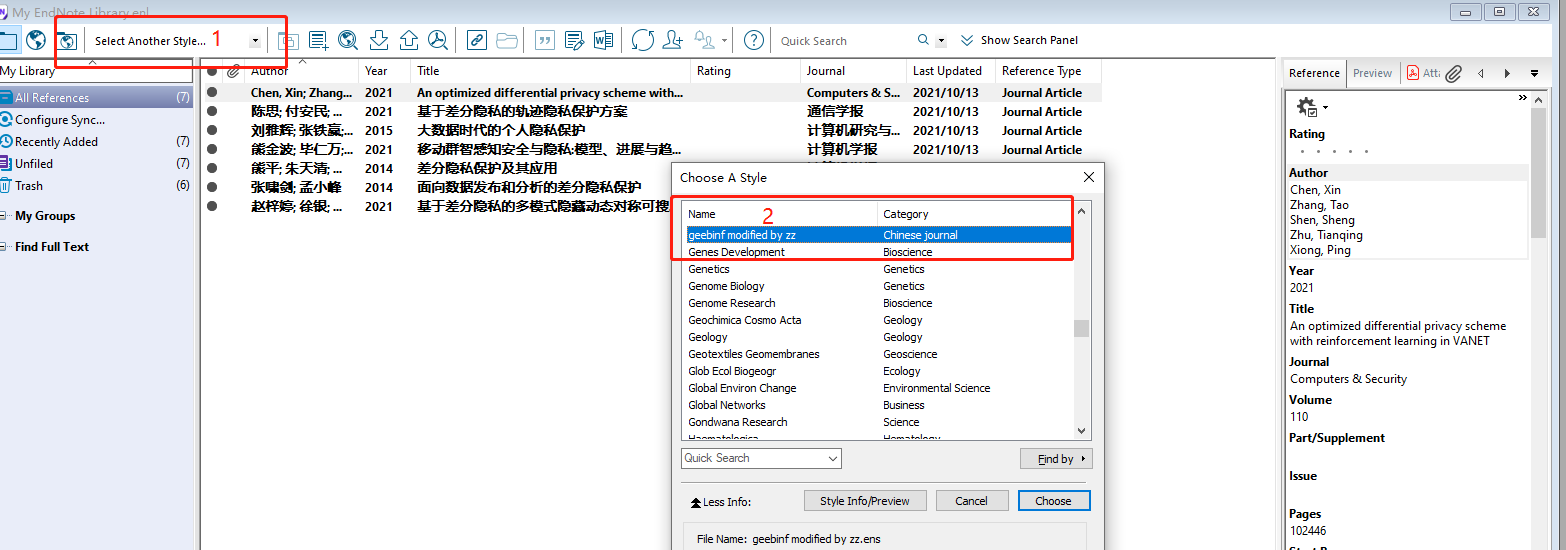 My EndNote Library.enl
Select Another Style... 1
Quick Search
Show Search Panel
My Library
All References (7)
Configure Sync...
Recently Added (7)
Unfiled (7)
Trash (6)
My Groups
Find Full Text
Author Year Title Rating Journal Last Updated Reference Type
Chen, Xin; Zhang... 2021 An optimized differential privacy scheme with... Computers & S... 2021/10/13 Journal Article
陈思; 付安民; ... 2021 基于差分隐私的轨迹隐私保护方案 通信学报 2021/10/13 Journal Article
刘雅辉; 张铁赢;... 2015 大数据时代的个人隐私保护 计算机研究与... 2021/10/13 Journal Article
熊金波; 毕仁万;... 2021 移动群智感知安全与隐私:模型、进展与趋... 计算机学报 2021/10/13 Journal Article
熊平; 朱天清; ... 2014 差分隐私保护及其应用
张啸剑; 孟小峰 2014 面向数据发布和分析的差分隐私保护
赵梓婷; 徐银; ... 2021 基于差分隐私的多模式隐藏动态对称可搜
Choose A Style
Name 2 Category
geebinf modified by zz Chinese journal
Genes Development Bioscience
Genetics Genetics
Genome Biology Genetics
Genome Research Bioscience
Geochimica Cosmo Acta Geology
Geology Geology
Geotextiles Geomembranes Geoscience
Glob Ecol Biogeogr Ecology
Global Environ Change Environmental Science
Global Networks Business
Gondwana Research Science
Haematologica Hematology
Quick Search
Find by
Less Info:
Style Info/Preview
Cancel
Choose
File Name: geebinf modified by zz.ens
Reference Preview Atta
Rating
Author
Chen, Xin
Zhang, Tao
Shen, Sheng
Zhu, Tianqing
Xiong, Ping
Year
2021
Title
An optimized differential privacy scheme
with reinforcement learning in VANET
Journal
Computers & Security
Volume
110
Part/Supplement
Issue
Pages
102446